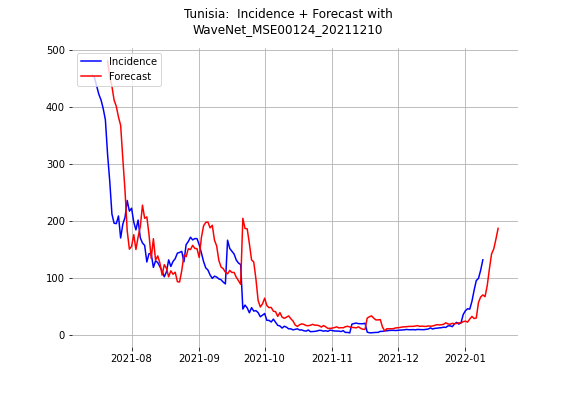 Tunisia:  Incidence + Forecast with
WaveNet_MSE00124_20211210
Incidence
Forecast
500
400
300
200
100
0
2021-08 2021-09 2021-10 2021-11 2021-12 2022-01